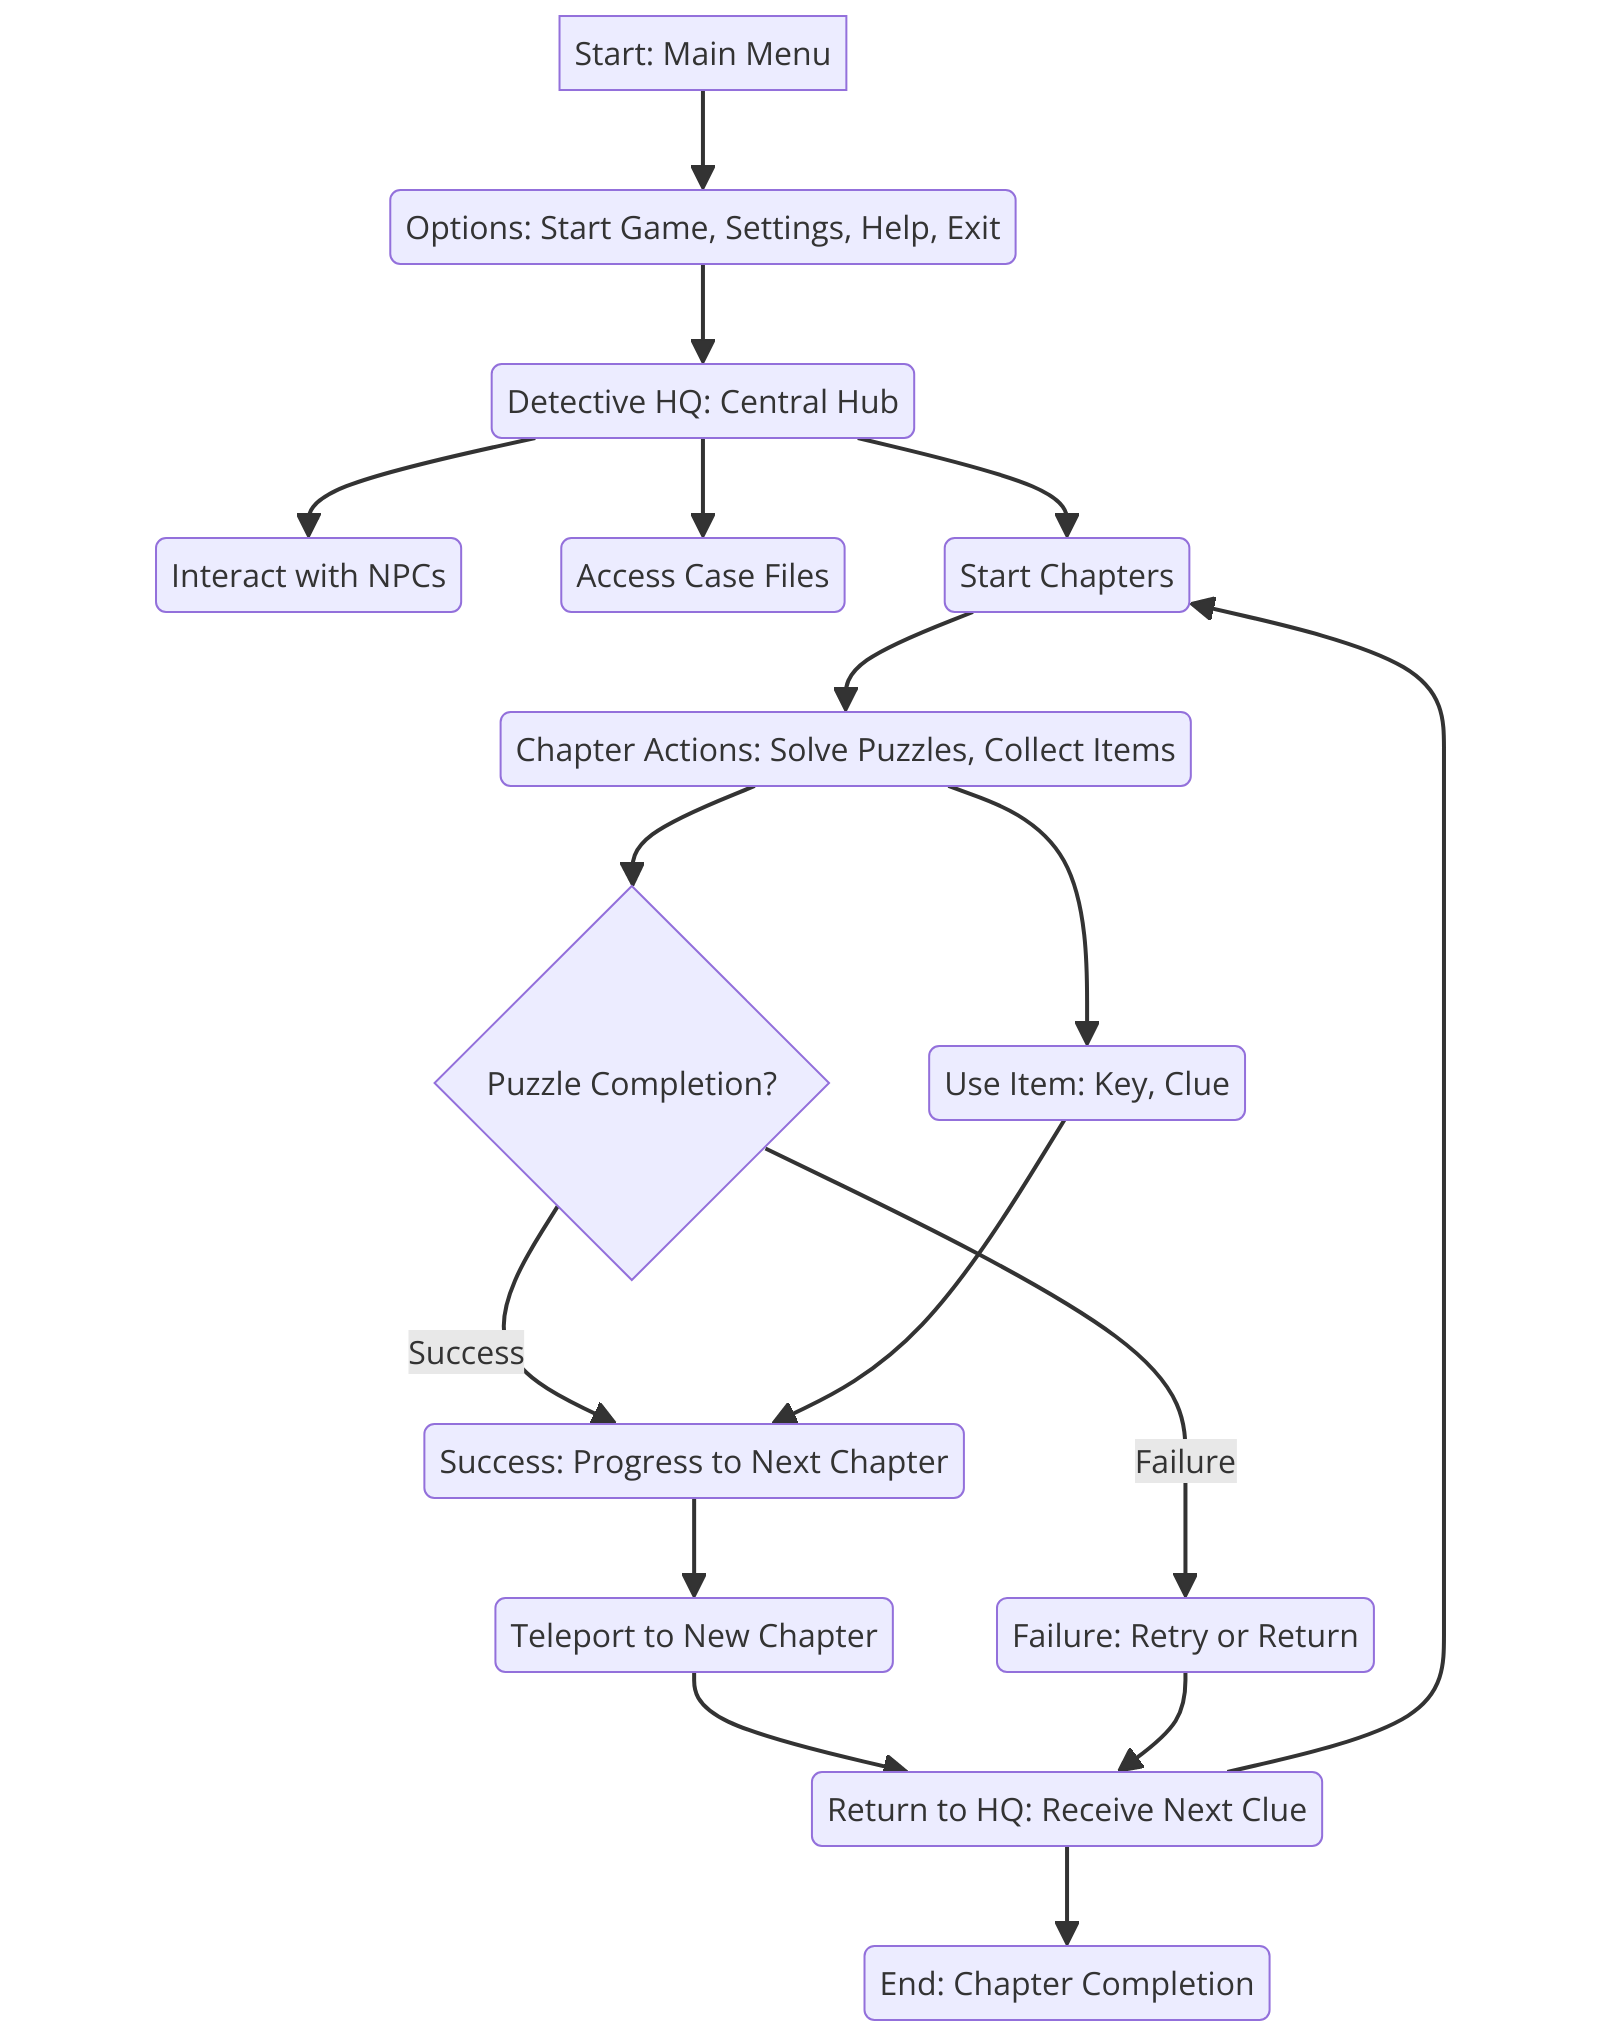 Start: Main Menu
Options: Start Game, Settings, Help, Exit
Detective HQ: Central Hub
Interact with NPCs
Access Case Files
Start Chapters
Chapter Actions: Solve Puzzles, Collect Items
Puzzle Completion?
Use Item: Key, Clue
Success
Success: Progress to Next Chapter
Failure
Teleport to New Chapter
Failure: Retry or Return
Return to HQ: Receive Next Clue
End: Chapter Completion